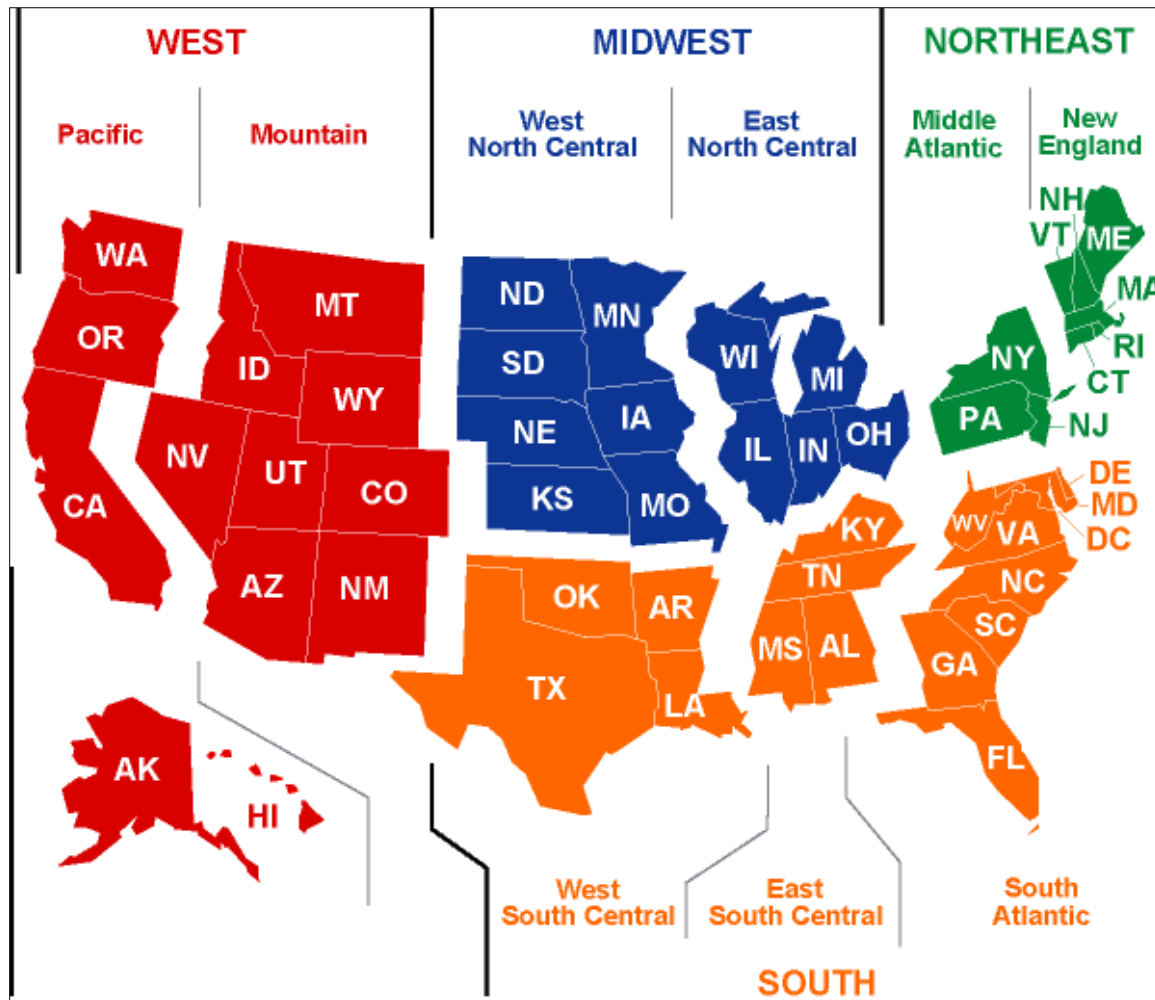 WEST
MIDWEST
NORTHEAST
Pacific
Mountain
West
North Central
East
North Central
Middle
Atlantic
New
England
WA
OR
CA
NV
ID
MT
WY
UT
CO
AZ
NM
AK
HI
ND
SD
NE
KS
MN
IA
MO
WI
MI
IL
IN
OH
NH
VT
ME
MA
RI
CT
NY
PA
NJ
OK
AR
TX
LA
KY
TN
MS
AL
DE
MD
DC
WV
VA
NC
SC
GA
FL
West
South Central
East
South Central
South
Atlantic
SOUTH